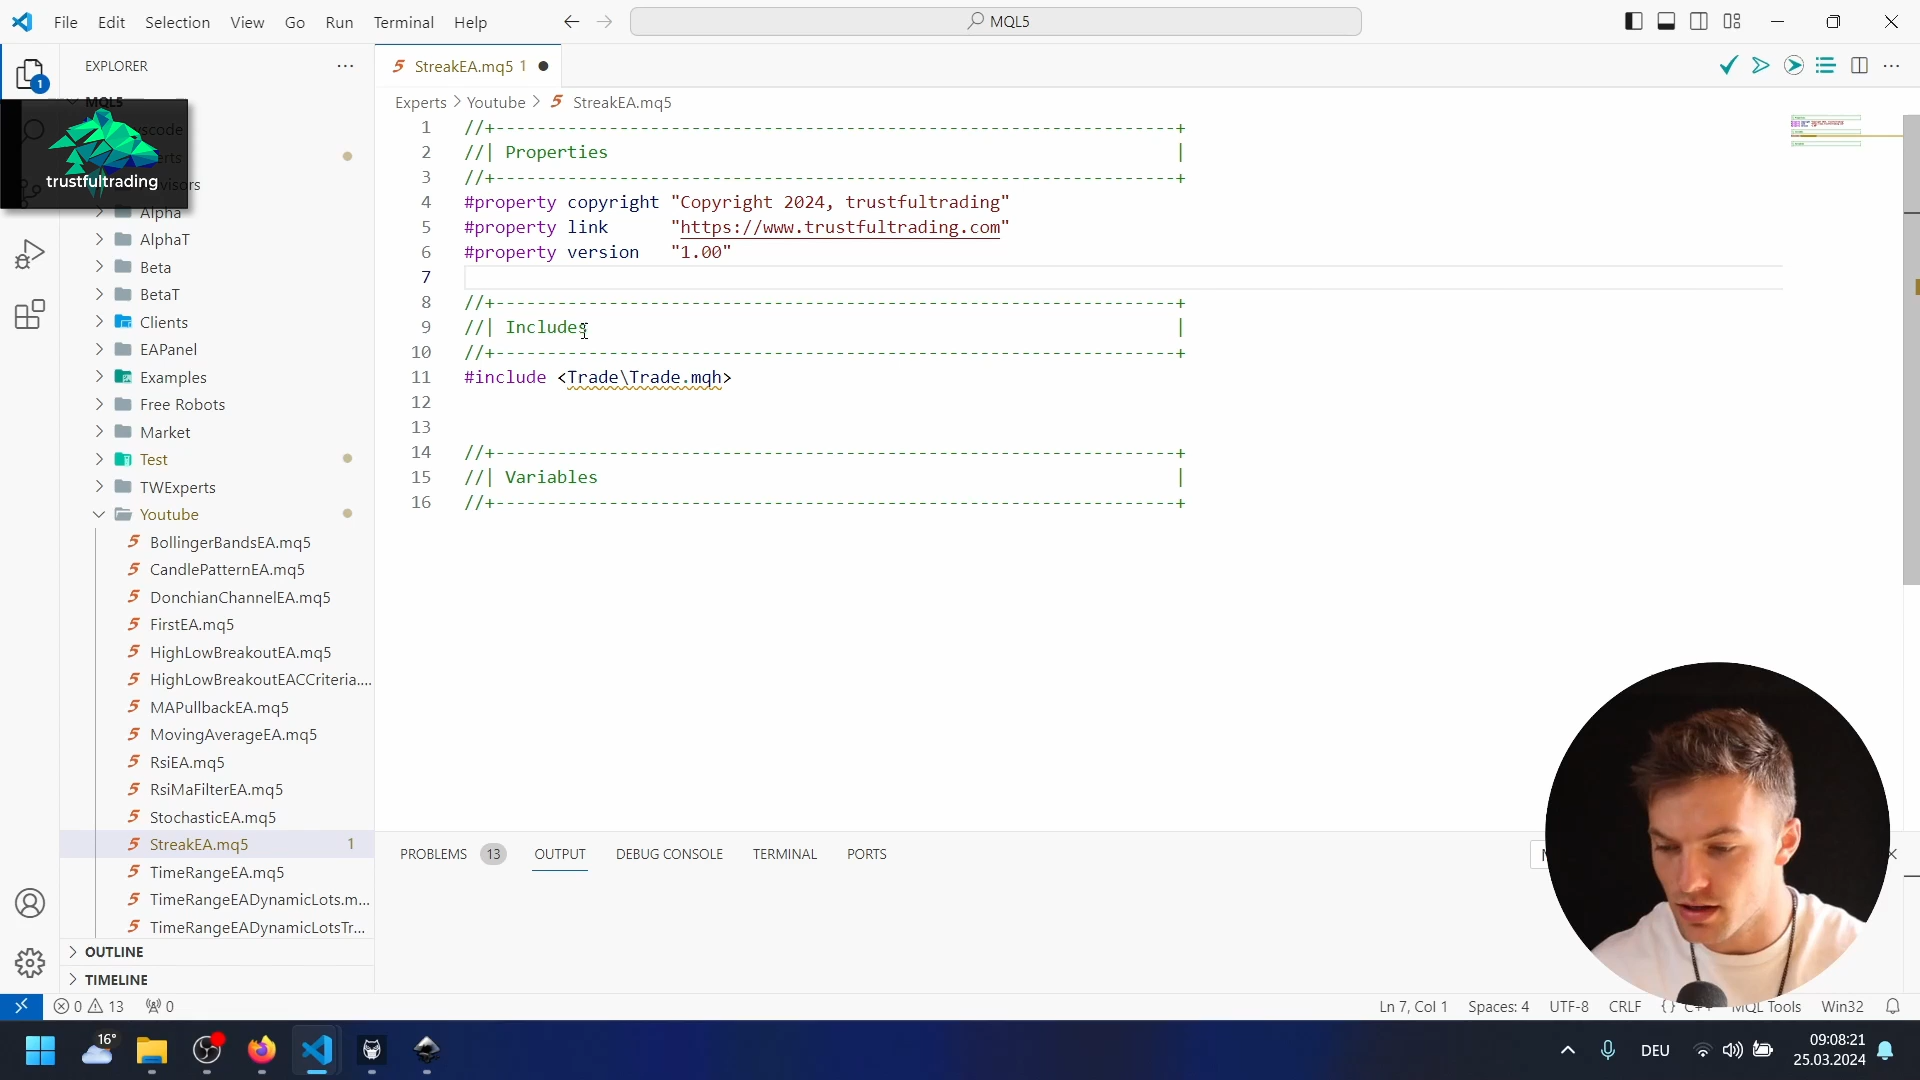 File Edit Selection View Go Run Terminal Help
MQL5
EXPLORER
StreakEA.mq5 1
MQL5
Experts > Youtube > StreakEA.mq5
trustfultrading
Alpha
AlphaT
Beta
BetaT
Clients
EAPanel
Examples
Free Robots
Market
Test
TWExperts
Youtube
BollingerBandsEA.mq5
CandlePatternEA.mq5
DonchianChannelEA.mq5
FirstEA.mq5
HighLowBreakoutEA.mq5
HighLowBreakoutEACCriteria....
MAPullbackEA.mq5
MovingAverageEA.mq5
RsiEA.mq5
RsiMaFilterEA.mq5
StochasticEA.mq5
StreakEA.mq5 1
TimeRangeEA.mq5
TimeRangeEADynamicLots.m...
TimeRangeEADynamicLotsTr...
OUTLINE
TIMELINE
1 //+------------------------------------------------------------------+
2 //| Properties |
3 //+------------------------------------------------------------------+
4 #property copyright "Copyright 2024, trustfultrading"
5 #property link "https://www.trustfultrading.com"
6 #property version "1.00"
7
8 //+------------------------------------------------------------------+
9 //| Includes |
10 //+------------------------------------------------------------------+
11 #include <Trade\Trade.mqh>
12
13
14 //+------------------------------------------------------------------+
15 //| Variables |
16 //+------------------------------------------------------------------+
PROBLEMS 13 OUTPUT DEBUG CONSOLE TERMINAL PORTS
0 13 0
Ln 7, Col 1 Spaces: 4 UTF-8 CRLF {} C++ MQL Tools Win32
16°
DEU
09:08:21
25.03.2024